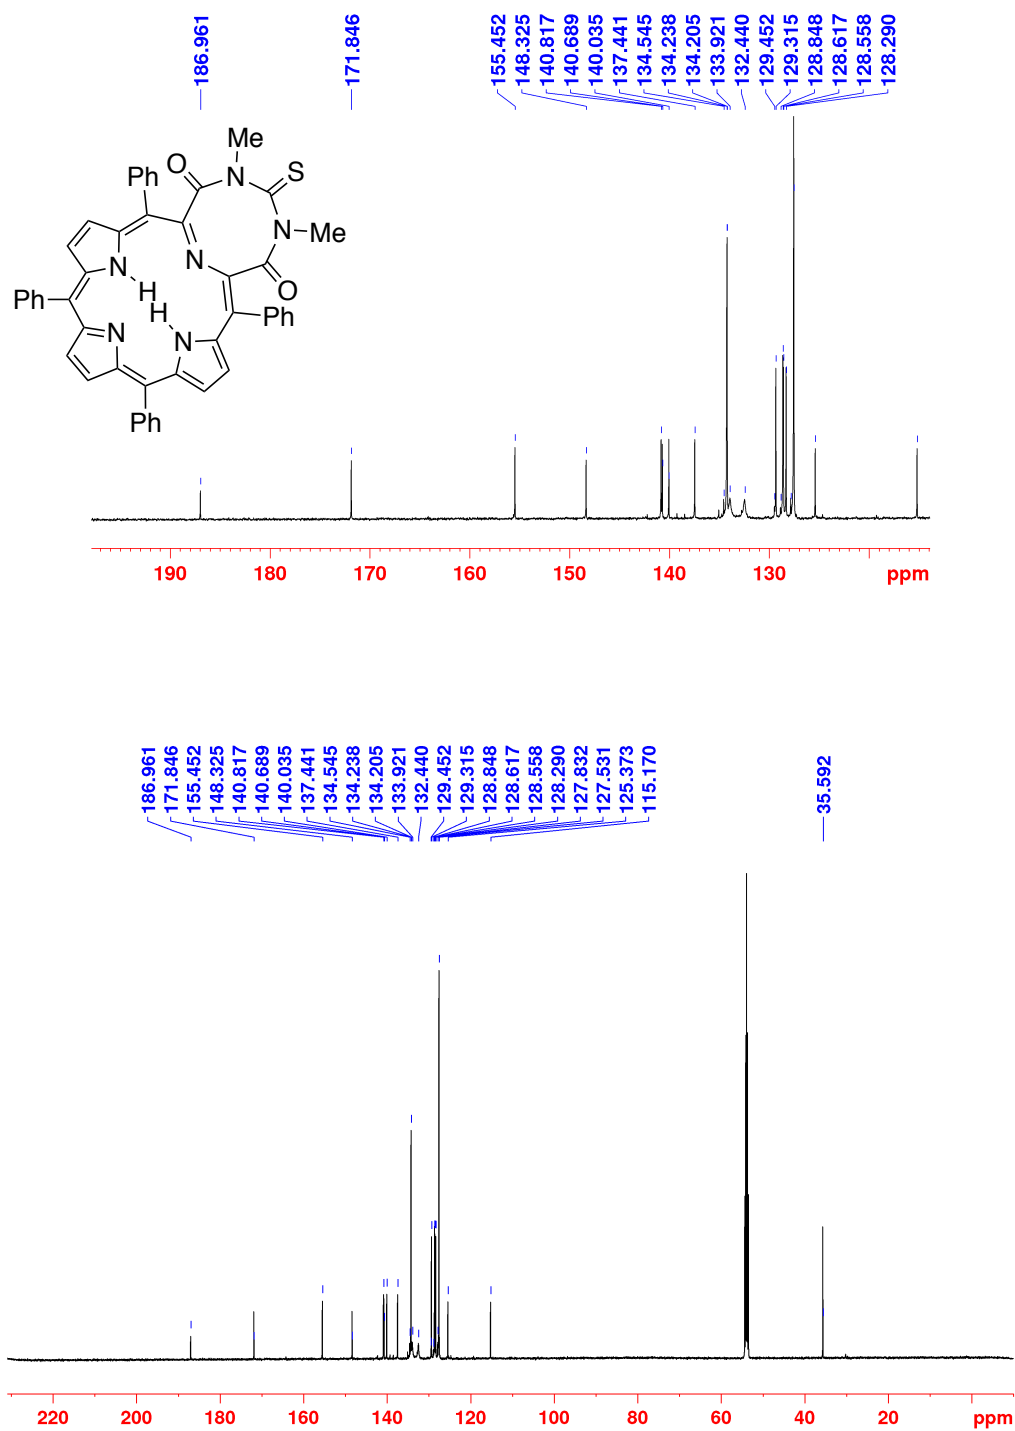 186.961
171.846
155.452
148.325
140.817
140.689
140.035
137.441
134.545
134.238
134.205
133.921
132.440
129.452
129.315
128.848
128.617
128.558
128.290
Me
O
N
S
Ph
N
Me
N
N
O
H
Ph
H
Ph
N
N
Ph
190 180 170 160 150 140 130 ppm
186.961
171.846
155.452
148.325
140.817
140.689
140.035
137.441
134.545
134.238
134.205
133.921
132.440
129.452
129.315
128.848
128.617
128.558
128.290
127.832
127.531
125.373
115.170
35.592
220 200 180 160 140 120 100 80 60 40 20 ppm